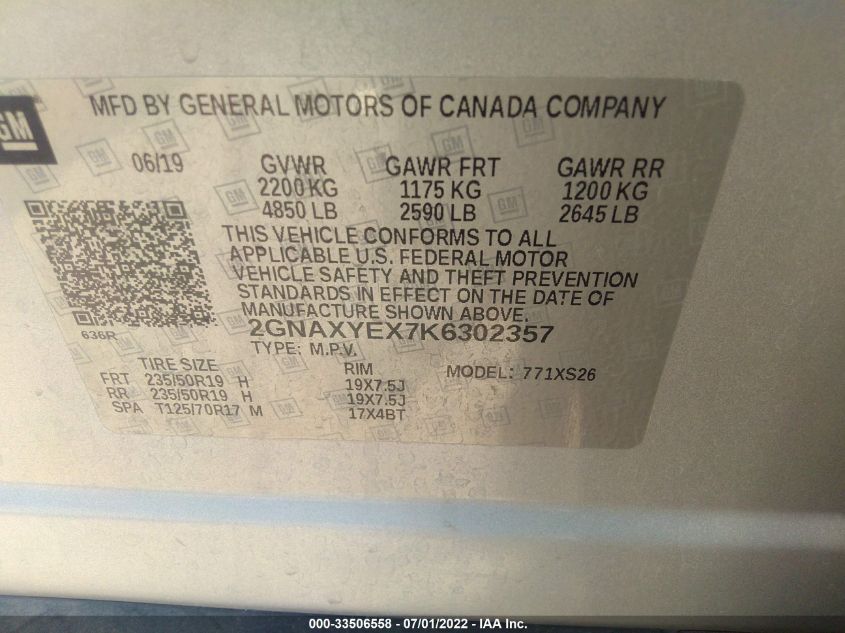 GM
MFD BY GENERAL MOTORS OF CANADA COMPANY
06/19 GVWR GAWR FRT GAWR RR
2200 KG 1175 KG 1200 KG
4850 LB 2590 LB 2645 LB
THIS VEHICLE CONFORMS TO ALL
APPLICABLE U.S. FEDERAL MOTOR
VEHICLE SAFETY AND THEFT PREVENTION
STANDARDS IN EFFECT ON THE DATE OF
MANUFACTURE SHOWN ABOVE.
636R
2GNAXYEX7K6302357
TYPE: M.P.V.
TIRE SIZE RIM MODEL: 771XS26
FRT 235/50R19 H 19X7.5J
RR 235/50R19 H 19X7.5J
SPA T125/70R17 M 17X4BT
000-33506558 - 07/01/2022 - IAA Inc.